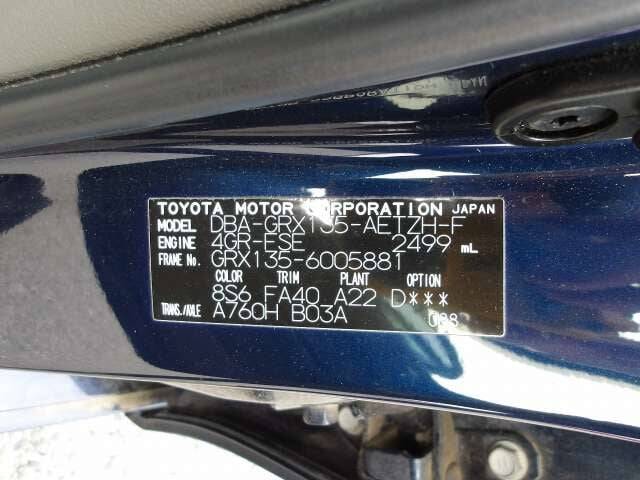 TOYOTA MOTOR CORPORATION JAPAN
MODEL DBA-GRX135-AETZH-F
ENGINE 4GR-FSE 2499 mL
FRAME No. GRX135-6005881
COLOR TRIM PLANT OPTION
8S6 FA40 A22 D***
TRANS./AXLE A760H B03A 088